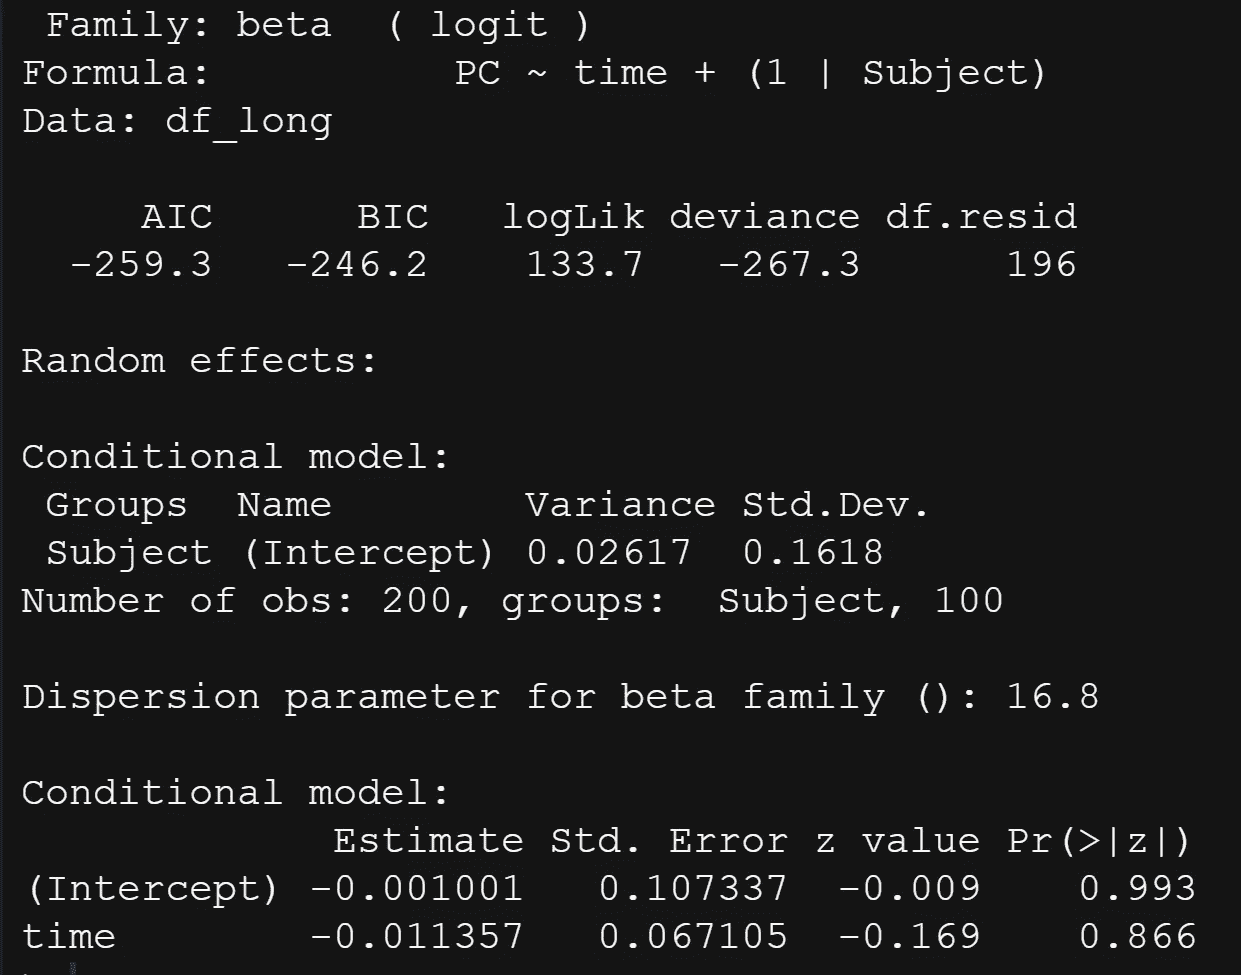 Family: beta  ( logit )
Formula:          PC ~ time + (1 | Subject)
Data: df_long
     AIC      BIC   logLik deviance df.resid
  -259.3   -246.2    133.7   -267.3      196
Random effects:
Conditional model:
 Groups  Name        Variance Std.Dev.
 Subject (Intercept) 0.02617  0.1618
Number of obs: 200, groups:  Subject, 100
Dispersion parameter for beta family (): 16.8
Conditional model:
             Estimate Std. Error z value Pr(>|z|)
(Intercept) -0.001001   0.107337  -0.009    0.993
time        -0.011357   0.067105  -0.169    0.866